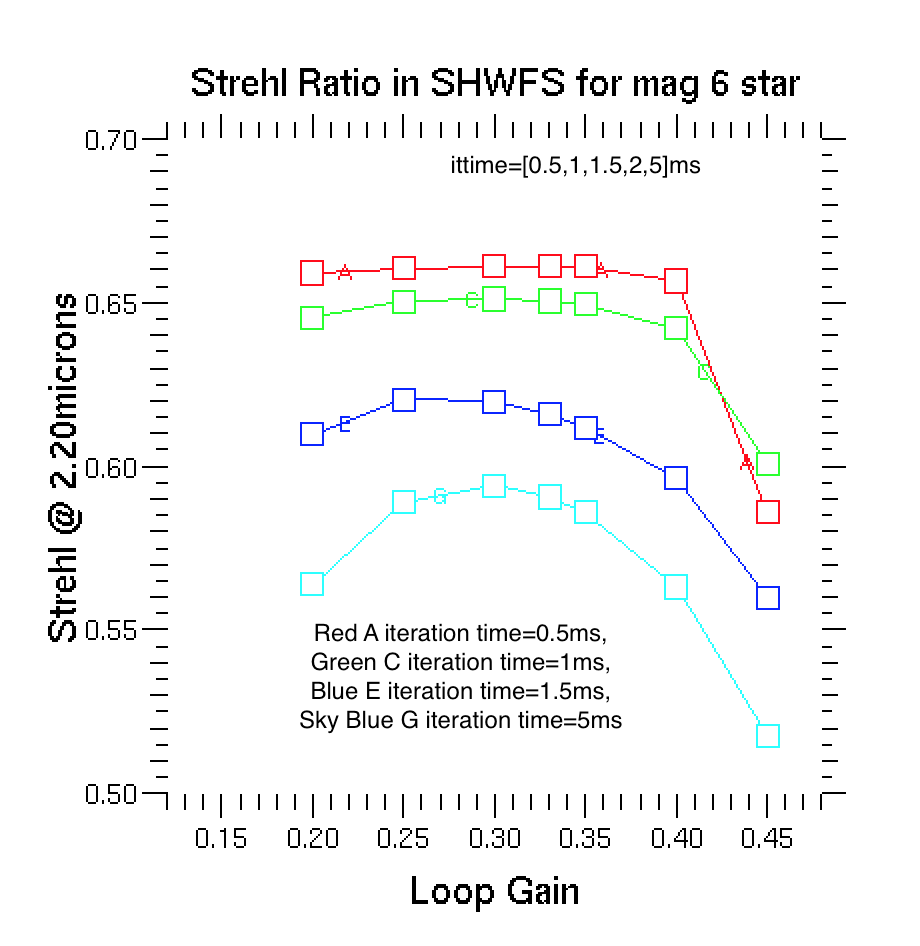 Strehl Ratio in SHWFS for mag 6 star
ittime=[0.5,1,1.5,2,5]ms
0.70
0.65
0.60
0.55
0.50
Strehl @ 2.20microns
A
A
A
C
C
E
E
G
Red A iteration time=0.5ms,
Green C iteration time=1ms,
Blue E iteration time=1.5ms,
Sky Blue G iteration time=5ms
0.15 0.20 0.25 0.30 0.35 0.40 0.45
Loop Gain